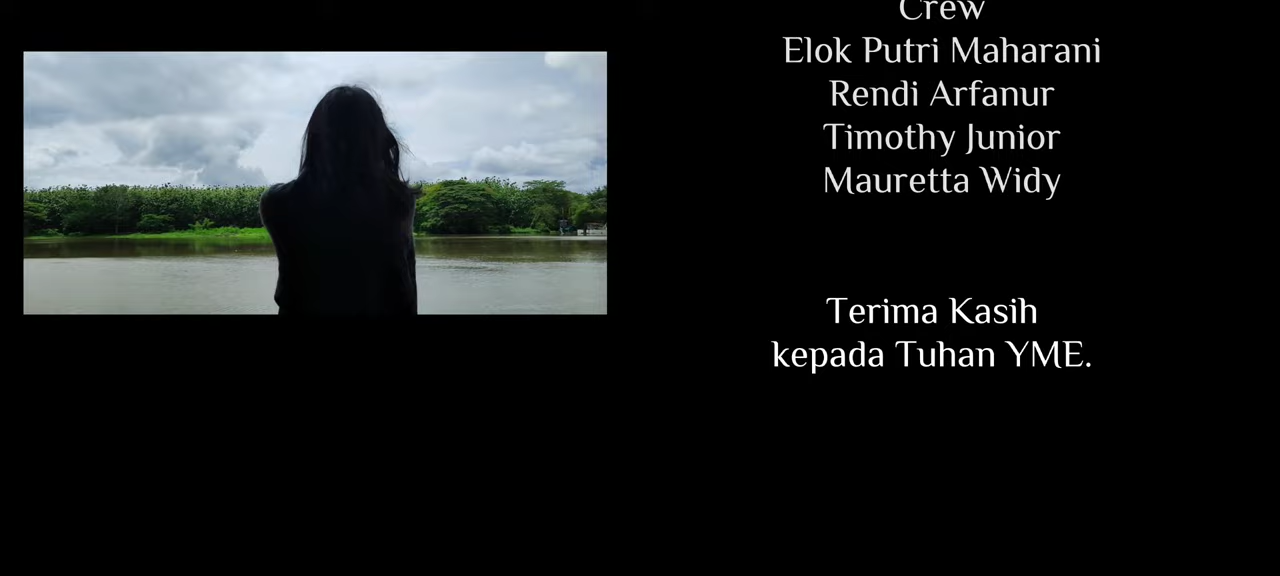 Crew
Elok Putri Maharani
Rendi Arfanur
Timothy Junior
Mauretta Widy
Terima Kasih
kepada Tuhan YME.